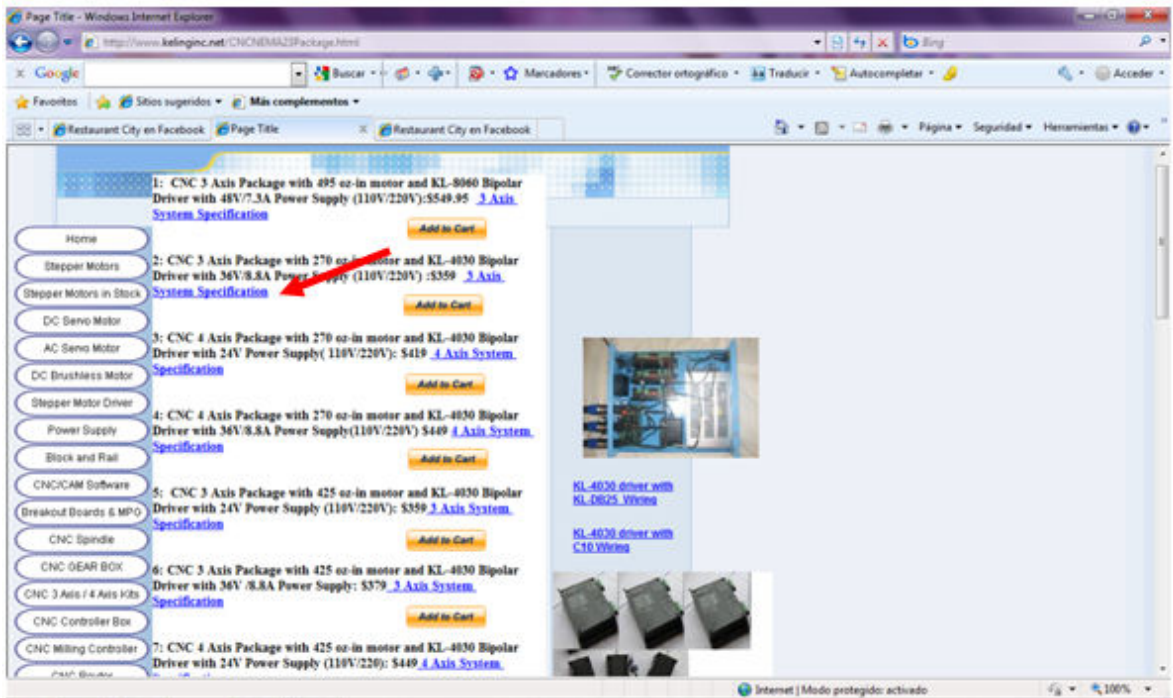 Page Title - Windows Internet Explorer
http://www.kelinginc.net/CNCNEMA23Package.html
Bing
Google
Buscar
Marcadores
Corrector ortográfico
Traducir
Autocompletar
Acceder
Favoritos
Sitios sugeridos
Más complementos
Restaurant City en Facebook
Page Title
Restaurant City en Facebook
Página
Seguridad
Herramientas
1: CNC 3 Axis Package with 495 oz-in motor and KL-8060 Bipolar
Driver with 48V/7.3A Power Supply (110V/220V):$549.95 3 Axis
System Specification
Add to Cart
2: CNC 3 Axis Package with 270 oz-in motor and KL-4030 Bipolar
Driver with 36V/8.8A Power Supply (110V/220V) :$359 3 Axis
System Specification
Add to Cart
3: CNC 4 Axis Package with 270 oz-in motor and KL-4030 Bipolar
Driver with 24V Power Supply( 110V/220V): $419 4 Axis System
Specification
Add to Cart
4: CNC 4 Axis Package with 270 oz-in motor and KL-4030 Bipolar
Driver with 36V/8.8A Power Supply(110V/220V) $449 4 Axis System
Specification
Add to Cart
5: CNC 3 Axis Package with 425 oz-in motor and KL-4030 Bipolar
Driver with 24V Power Supply (110V/220V): $359 3 Axis System
Specification
Add to Cart
6: CNC 3 Axis Package with 425 oz-in motor and KL-4030 Bipolar
Driver with 36V /8.8A Power Supply: $379 3 Axis System
Specification
Add to Cart
7: CNC 4 Axis Package with 425 oz-in motor and KL-4030 Bipolar
Driver with 24V Power Supply (110V/220): $449 4 Axis System
Home
Stepper Motors
Stepper Motors in Stock
DC Servo Motor
AC Servo Motor
DC Brushless Motor
Stepper Motor Driver
Power Supply
Block and Rail
CNC/CAM Software
Breakout Boards & MPG
CNC Spindle
CNC GEAR BOX
CNC 3 Axis / 4 Axis Kits
CNC Controller Box
CNC Milling Controller
CNC Router
KL-4030 driver with
KL-DB25 Wiring
KL-4030 driver with
C10 Wiring
Internet | Modo protegido: activado
100%